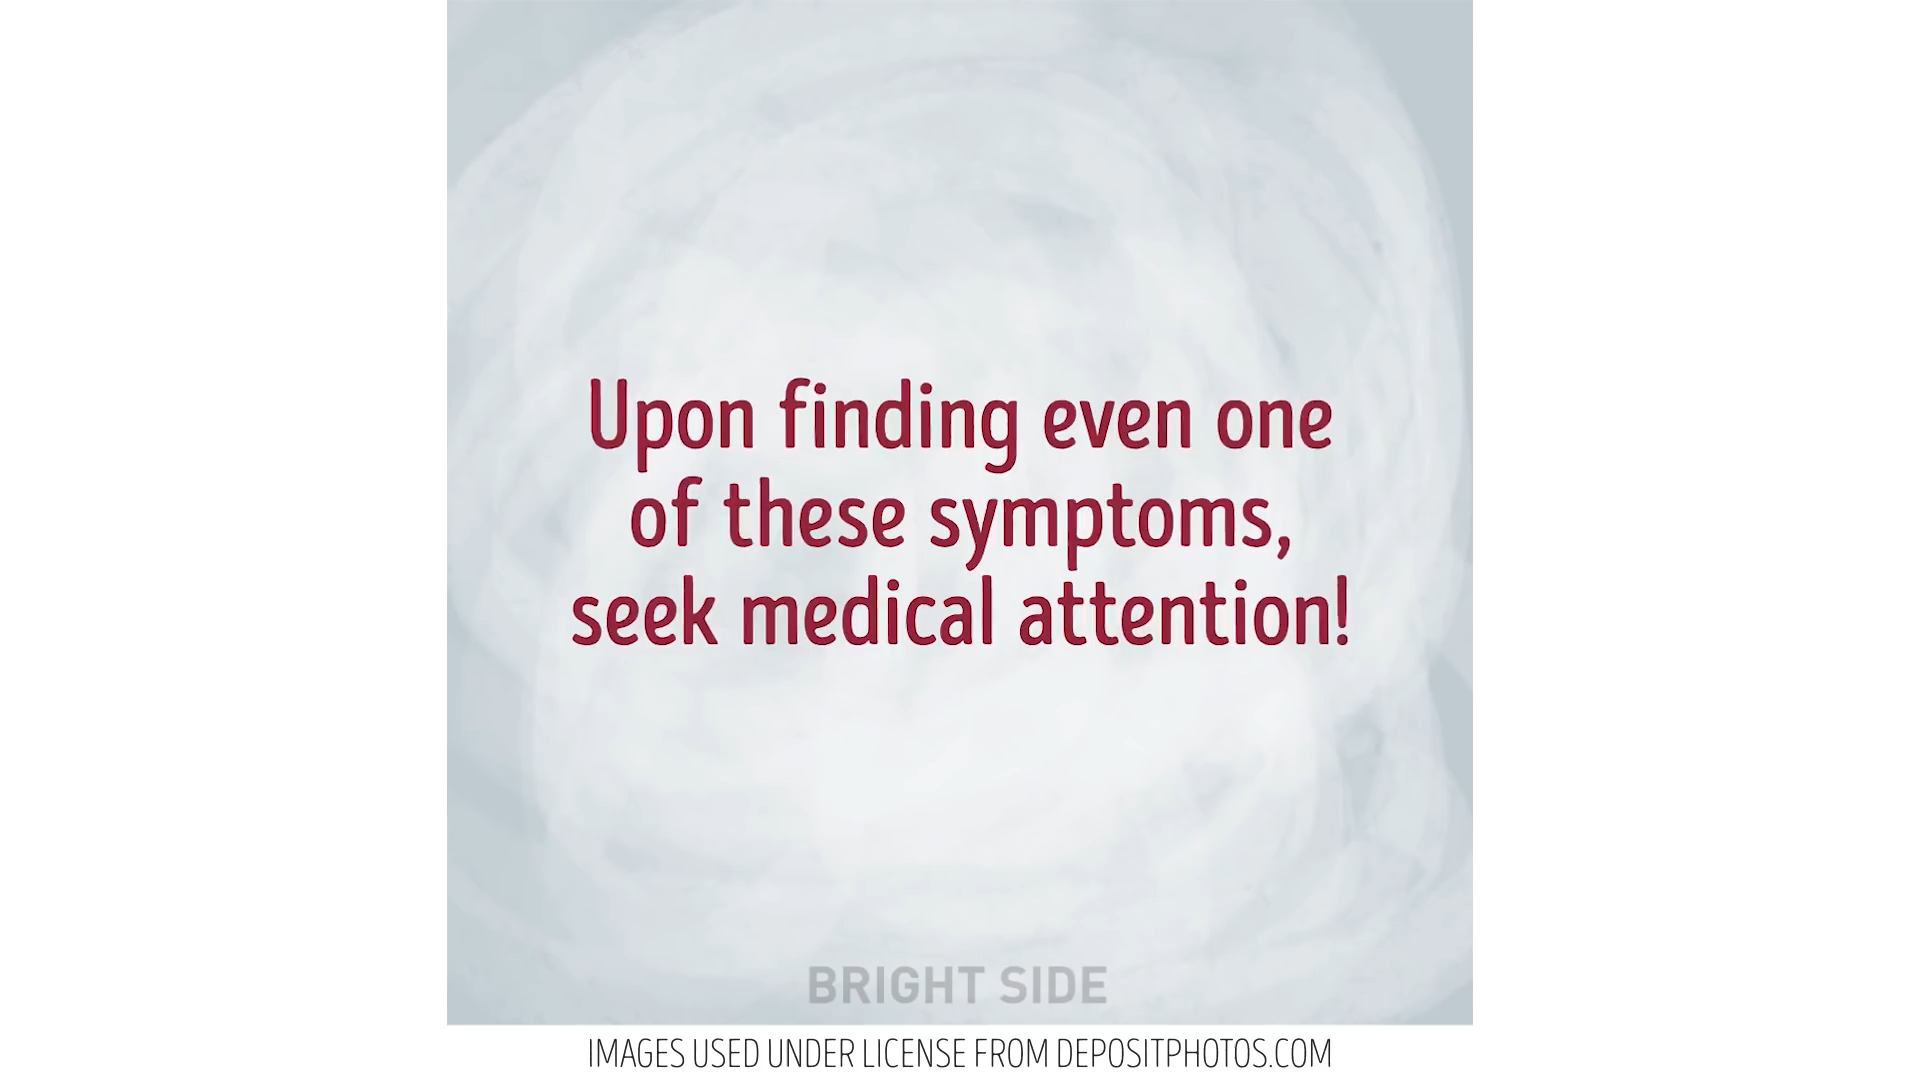 Upon finding even one
of these symptoms,
seek medical attention!
BRIGHT SIDE
IMAGES USED UNDER LICENSE FROM DEPOSITPHOTOS.COM